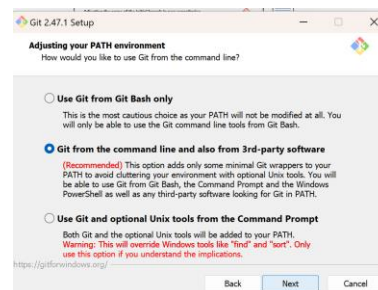 Git 2.47.1 Setup
Adjusting your PATH environment
How would you like to use Git from the command line?
Use Git from Git Bash only
This is the most cautious choice as your PATH will not be modified at all. You
will only be able to use the Git command line tools from Git Bash.
Git from the command line and also from 3rd-party software
(Recommended) This option adds only some minimal Git wrappers to your
PATH to avoid cluttering your environment with optional Unix tools. You will
be able to use Git from Git Bash, the Command Prompt and the Windows
PowerShell as well as any third-party software looking for Git in PATH.
Use Git and optional Unix tools from the Command Prompt
Both Git and the optional Unix tools will be added to your PATH.
Warning: This will override Windows tools like "find" and "sort". Only
use this option if you understand the implications.
https://gitforwindows.org/
Back Next Cancel